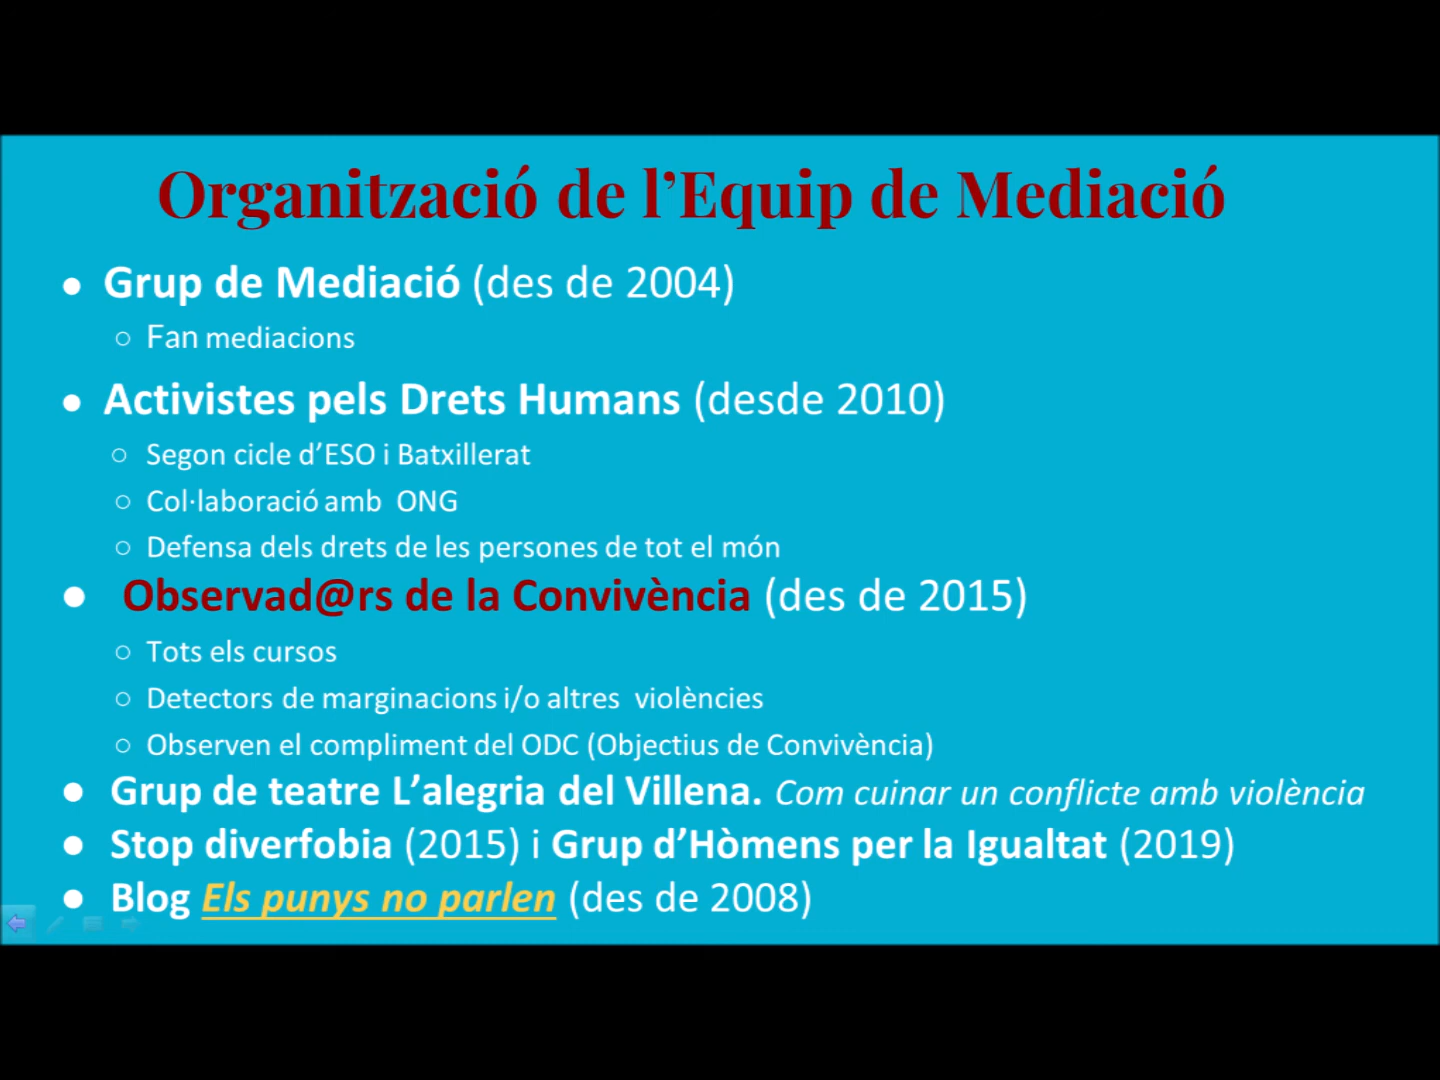 Organització de l’Equip de Mediació
● Grup de Mediació (des de 2004)
○ Fan mediacions
● Activistes pels Drets Humans (desde 2010)
○ Segon cicle d’ESO i Batxillerat
○ Col·laboració amb ONG
○ Defensa dels drets de les persones de tot el món
● Observad@rs de la Convivència (des de 2015)
○ Tots els cursos
○ Detectors de marginacions i/o altres violències
○ Observen el compliment del ODC (Objectius de Convivència)
● Grup de teatre L’alegria del Villena. Com cuinar un conflicte amb violència
● Stop diverfobia (2015) i Grup d’Hòmens per la Igualtat (2019)
● Blog Els punys no parlen (des de 2008)